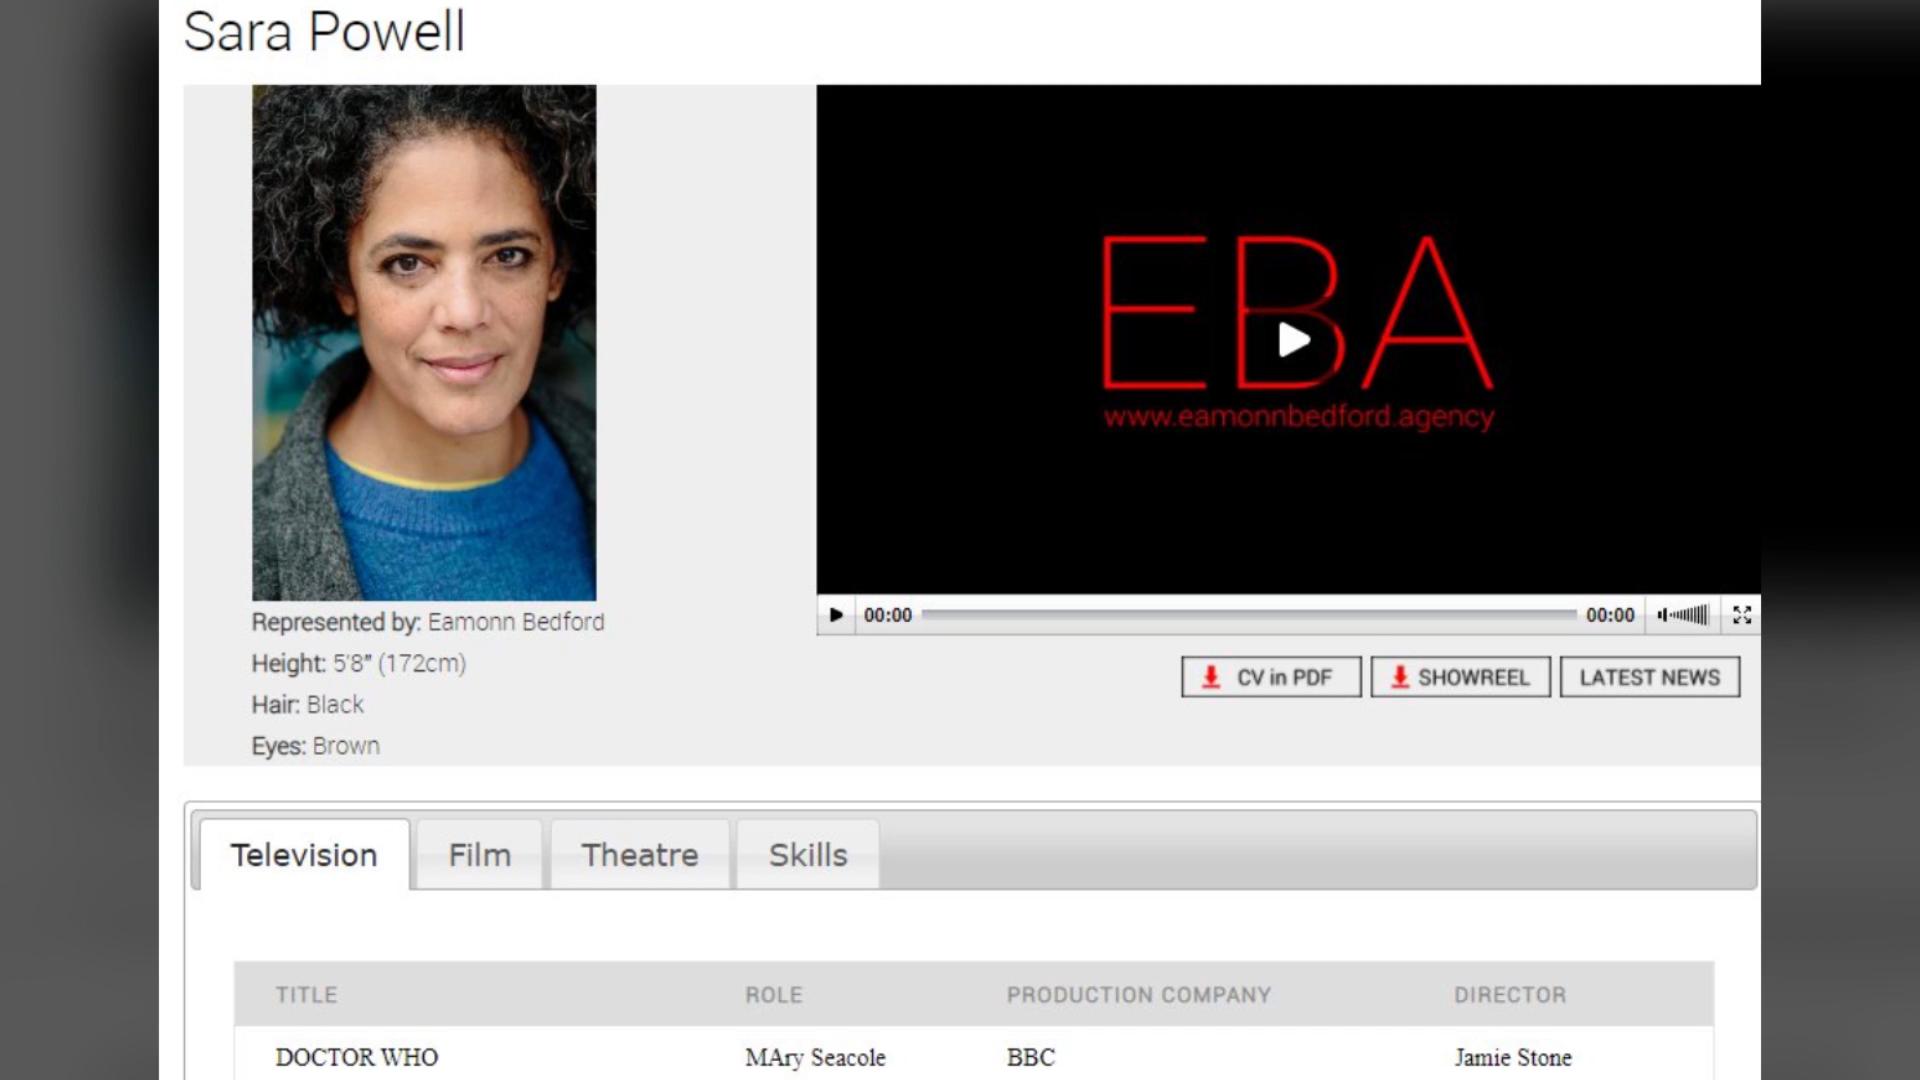 Sara Powell
EBA
www.eamonnbedford.agency
Represented by: Eamonn Bedford
Height: 5'8" (172cm)
Hair: Black
Eyes: Brown
00:00 00:00
CV in PDF SHOWREEL LATEST NEWS
Television Film Theatre Skills
TITLE ROLE PRODUCTION COMPANY DIRECTOR
DOCTOR WHO MAry Seacole BBC Jamie Stone